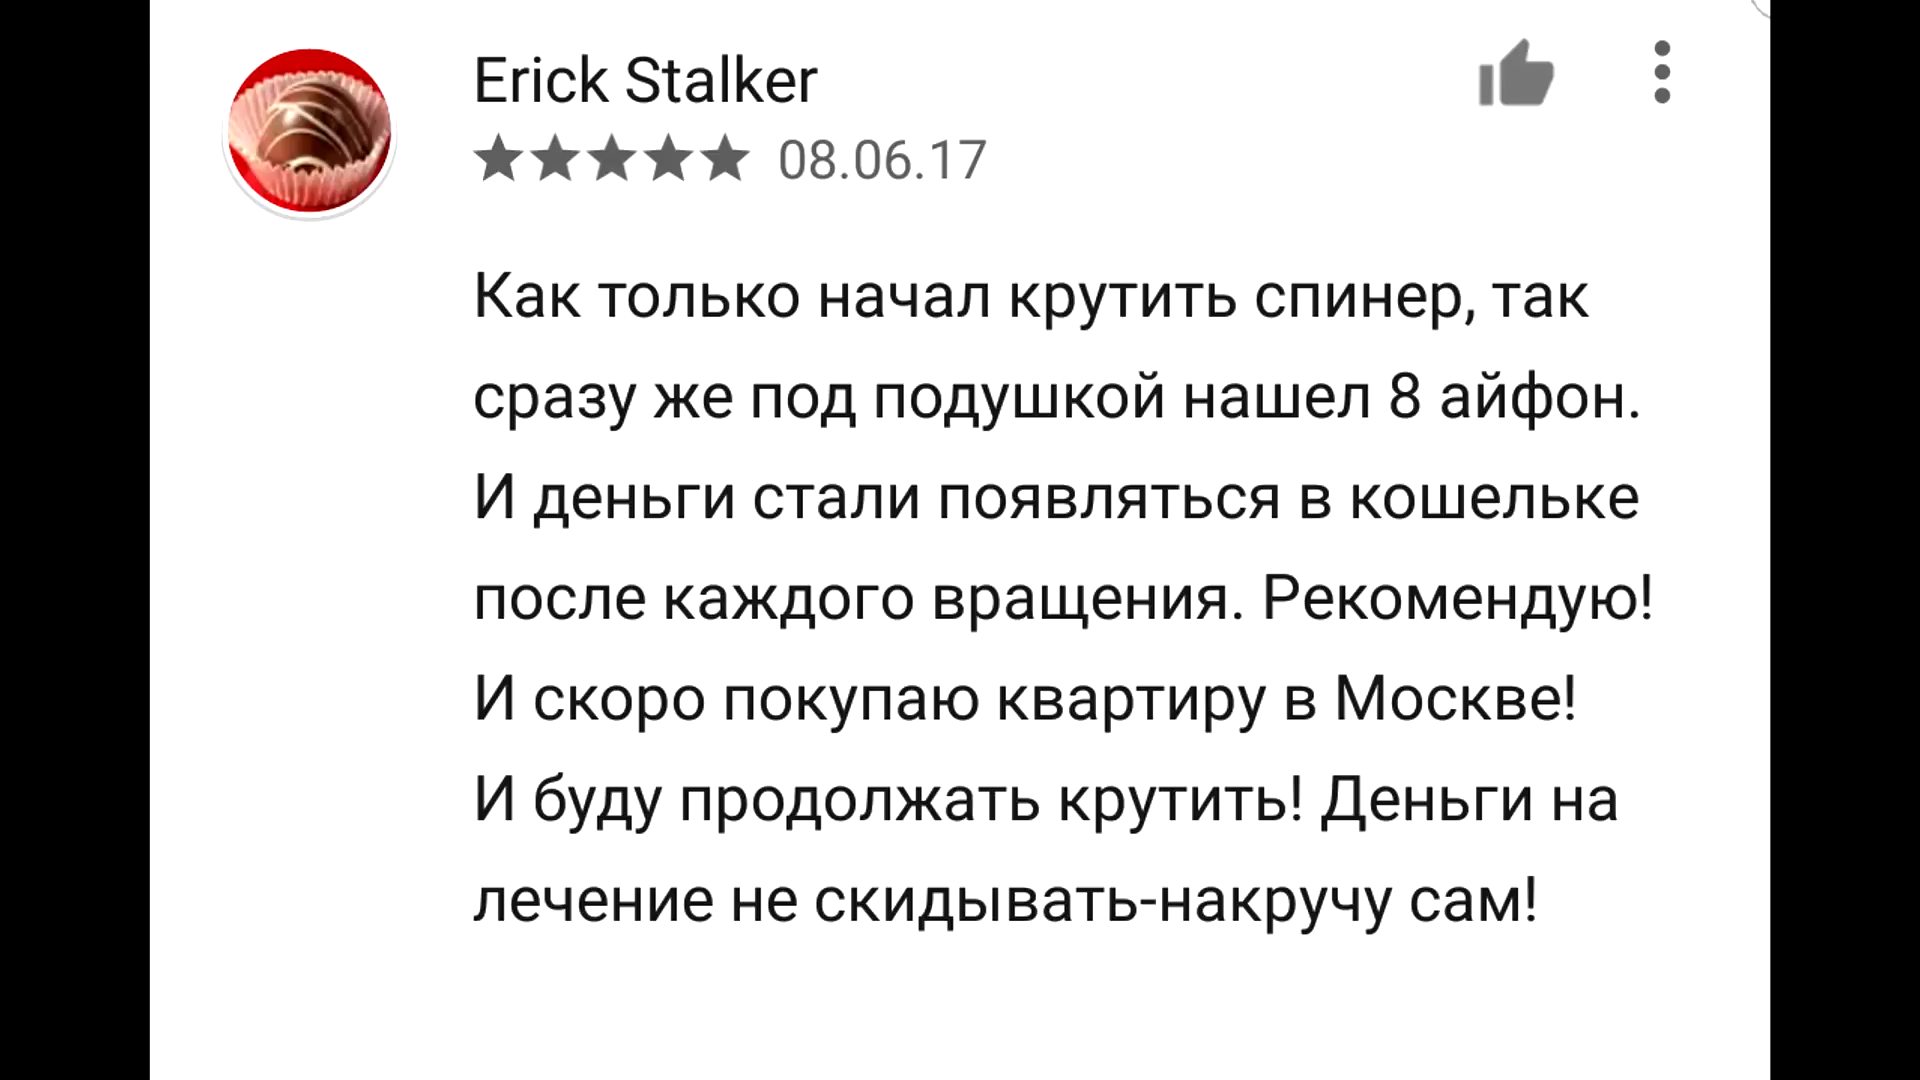 Erick Stalker
08.06.17
Как только начал крутить спинер, так
сразу же под подушкой нашел 8 айфон.
И деньги стали появляться в кошельке
после каждого вращения. Рекомендую!
И скоро покупаю квартиру в Москве!
И буду продолжать крутить! Деньги на
лечение не скидывать-накручу сам!